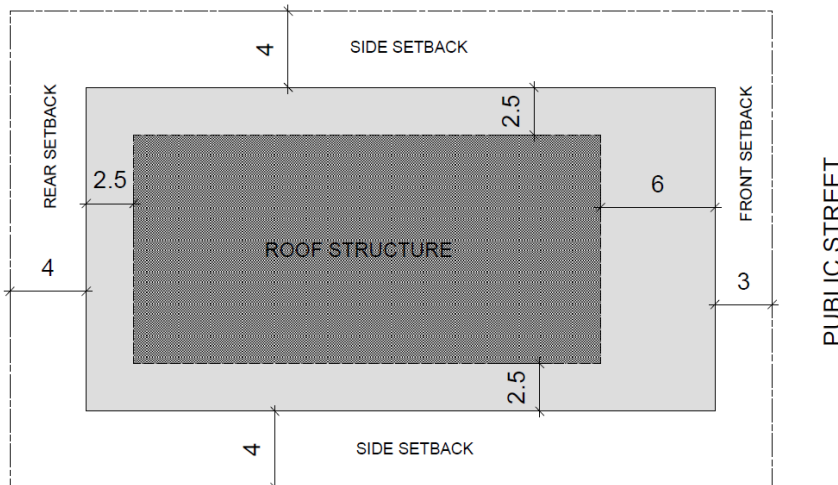 4
SIDE SETBACK
REAR SETBACK
2.5
2.5
6
FRONT SETBACK
PUBLIC STREET
ROOF STRUCTURE
4
3
2.5
4
SIDE SETBACK